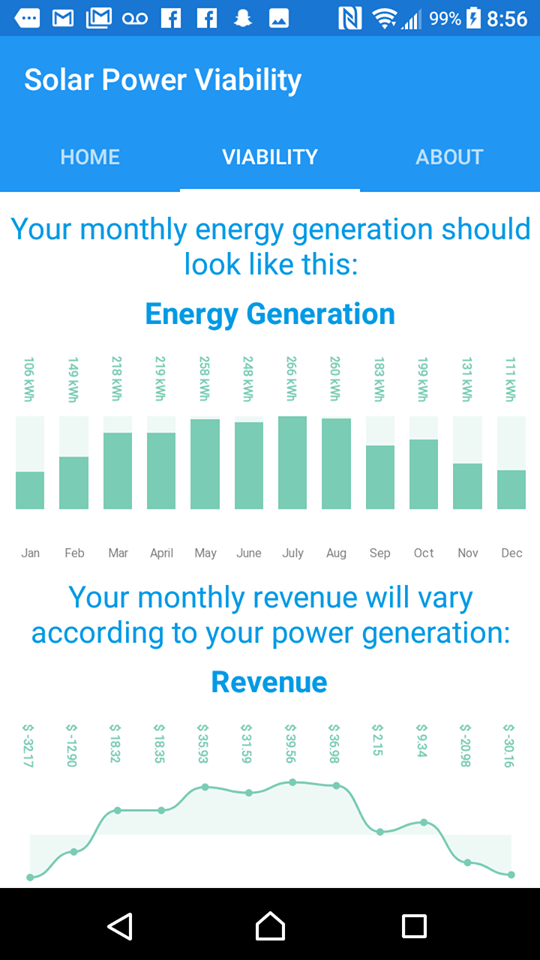 99% 8:56
Solar Power Viability
HOME VIABILITY ABOUT
Your monthly energy generation should
look like this:
Energy Generation
106 kWh 149 kWh 218 kWh 219 kWh 258 kWh 248 kWh 266 kWh 260 kWh 183 kWh 199 kWh 131 kWh 111 kWh
Jan Feb Mar April May June July Aug Sep Oct Nov Dec
Your monthly revenue will vary
according to your power generation:
Revenue
$ -32.17 $ -12.90 $ 18.32 $ 18.35 $ 35.93 $ 31.59 $ 39.56 $ 36.98 $ 2.15 $ 9.34 $ -20.98 $ -30.16